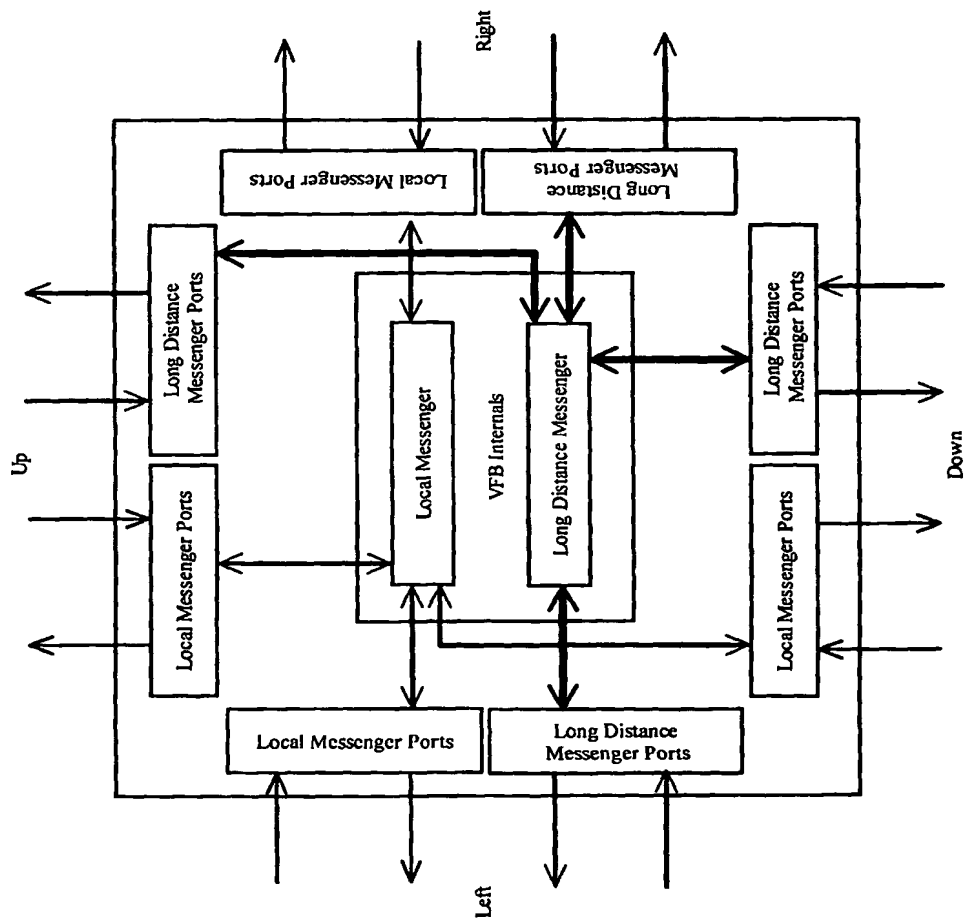 Up
Right
Local Messenger Ports
Long Distance
Messenger Ports
Local Messenger Ports
Long Distance
Messenger Ports
Local Messenger
VFB Internals
Long Distance Messenger
Local Messenger Ports
Long Distance
Messenger Ports
Local Messenger Ports
Long Distance
Messenger Ports
Left
Down